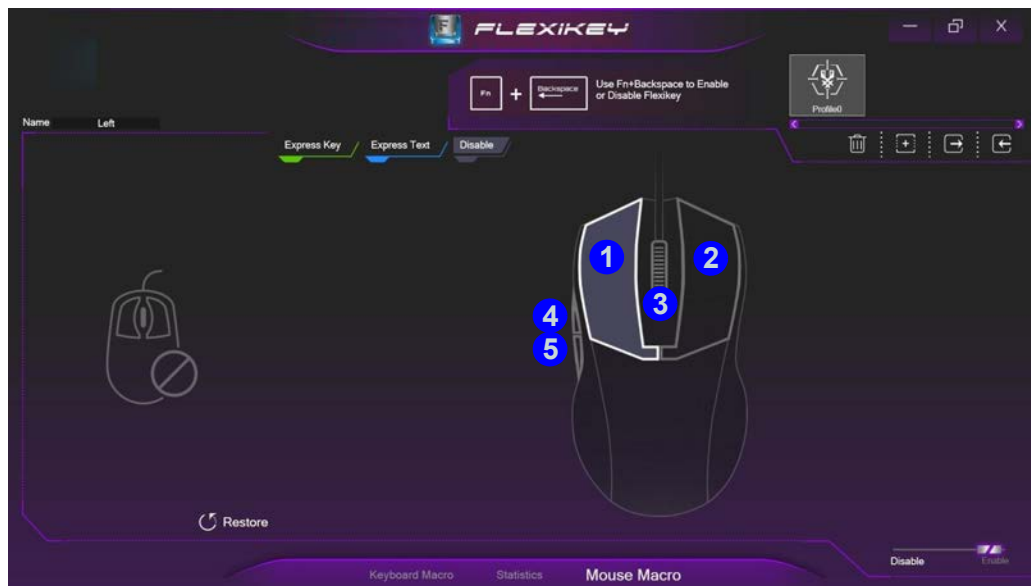 FLEXIKEY
Fn + Backspace Use Fn+Backspace to Enable
or Disable Flexikey
Profile0
Name Left
Express Key Express Text Disable
1
2
3
4
5
Restore
Disable Enable
Keyboard Macro Statistics Mouse Macro